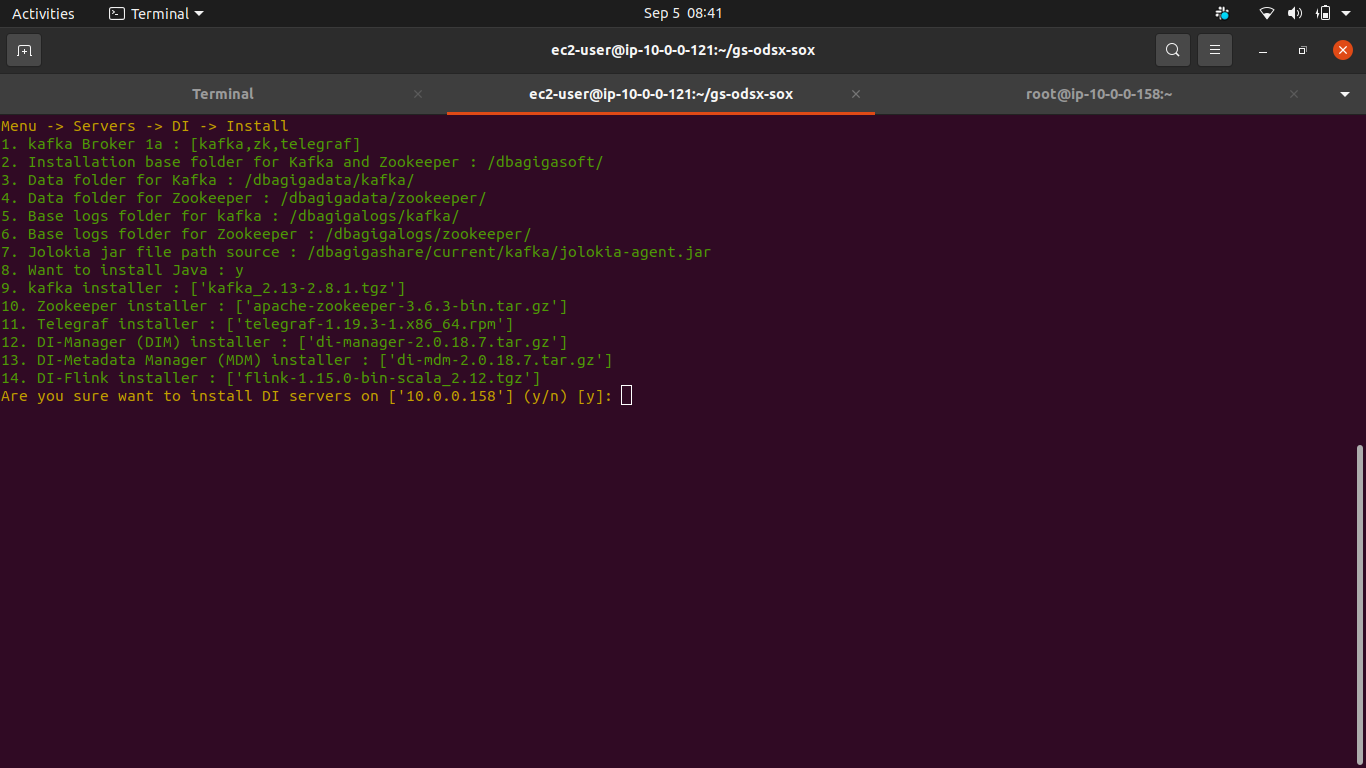 Activities
Terminal
Sep 5 08:41
ec2-user@ip-10-0-0-121:~/gs-odsx-sox
Terminal
ec2-user@ip-10-0-0-121:~/gs-odsx-sox
root@ip-10-0-0-158:~
Menu -> Servers -> DI -> Install
1. kafka Broker 1a : [kafka,zk,telegraf]
2. Installation base folder for Kafka and Zookeeper : /dbagigasoft/
3. Data folder for Kafka : /dbagigadata/kafka/
4. Data folder for Zookeeper : /dbagigadata/zookeeper/
5. Base logs folder for kafka : /dbagigalogs/kafka/
6. Base logs folder for Zookeeper : /dbagigalogs/zookeeper/
7. Jolokia jar file path source : /dbagigashare/current/kafka/jolokia-agent.jar
8. Want to install Java : y
9. kafka installer : ['kafka_2.13-2.8.1.tgz']
10. Zookeeper installer : ['apache-zookeeper-3.6.3-bin.tar.gz']
11. Telegraf installer : ['telegraf-1.19.3-1.x86_64.rpm']
12. DI-Manager (DIM) installer : ['di-manager-2.0.18.7.tar.gz']
13. DI-Metadata Manager (MDM) installer : ['di-mdm-2.0.18.7.tar.gz']
14. DI-Flink installer : ['flink-1.15.0-bin-scala_2.12.tgz']
Are you sure want to install DI servers on ['10.0.0.158'] (y/n) [y]: